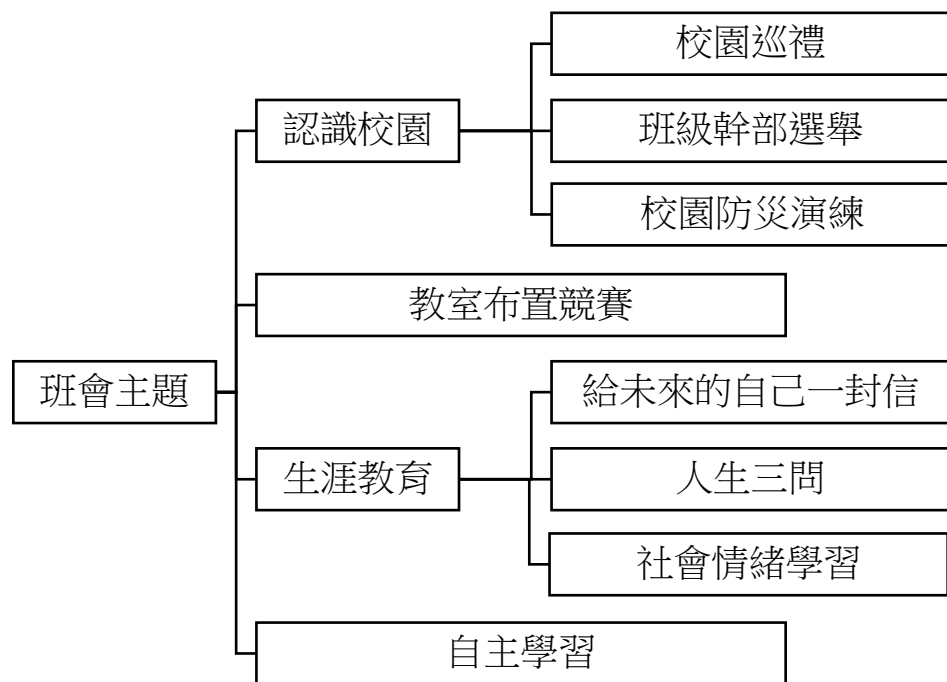 班會主題
認識校園
校園巡禮
班級幹部選舉
校園防災演練
教室布置競賽
生涯教育
給未來的自己一封信
人生三問
社會情緒學習
自主學習